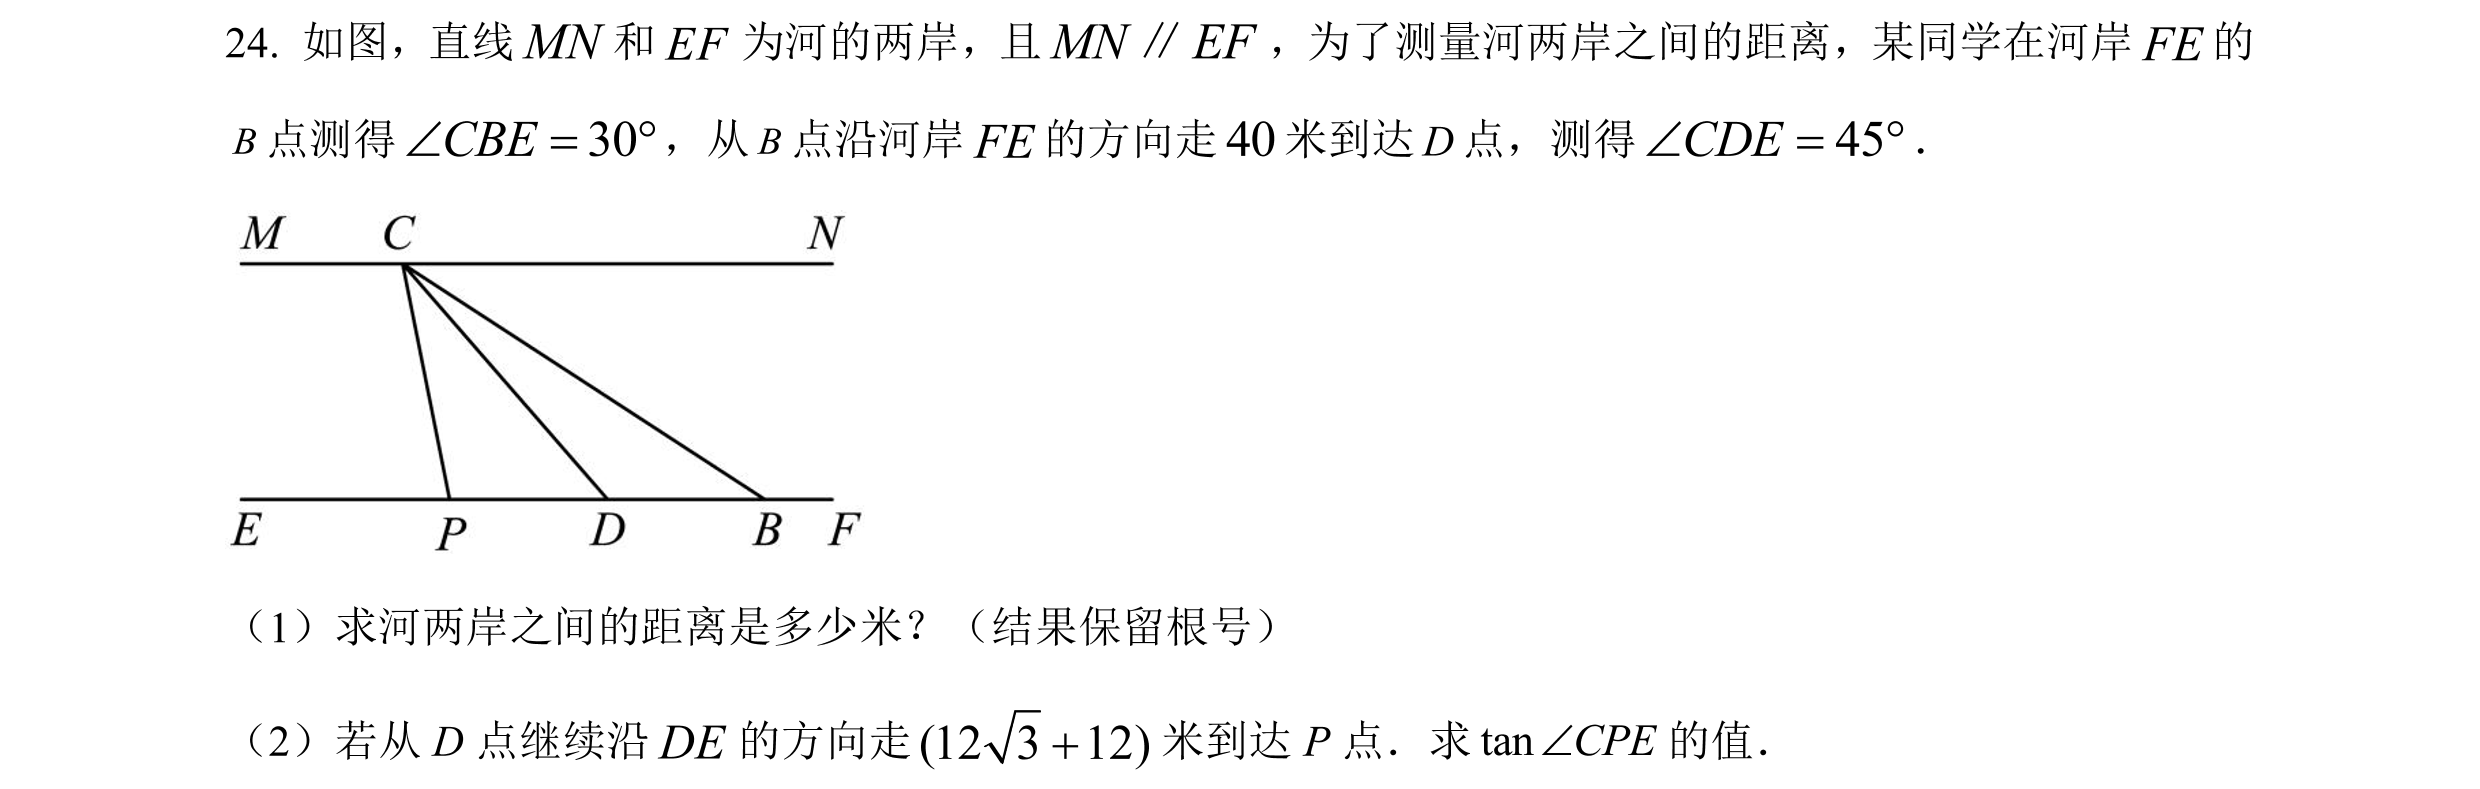 24. 如图，直线 MN 和 EF 为河的两岸，且 MN ∥ EF ，为了测量河两岸之间的距离，某同学在河岸 FE 的
B 点测得 ∠CBE = 30° ，从 B 点沿河岸 FE 的方向走 40 米到达 D 点，测得 ∠CDE = 45° .
M C N
E P D B F
（1）求河两岸之间的距离是多少米？（结果保留根号）
（2）若从 D 点继续沿 DE 的方向走 (12√3 + 12) 米到达 P 点．求 tan ∠CPE 的值．